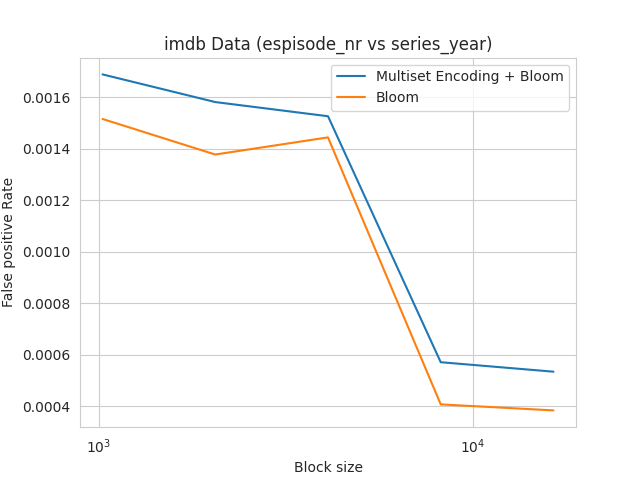 imdb Data (espisode_nr vs series_year)
Multiset Encoding + Bloom
Bloom
False positive Rate
0.0016
0.0014
0.0012
0.0010
0.0008
0.0006
0.0004
10³
10⁴
Block size